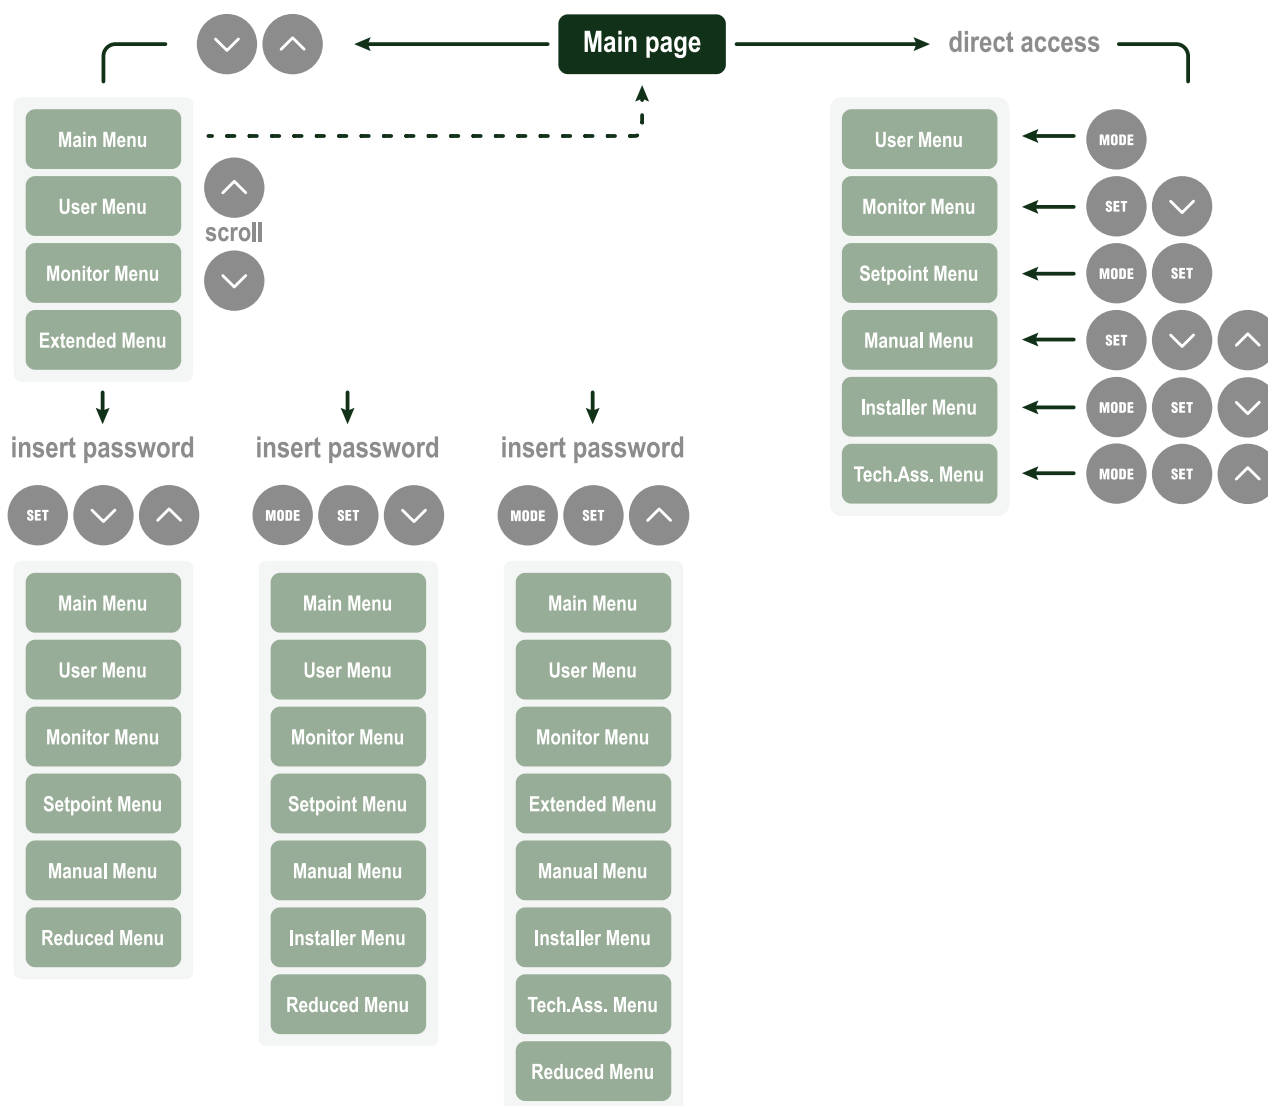 Main page
direct access
Main Menu
User Menu
Monitor Menu
Extended Menu
scroll
User Menu
MODE
Monitor Menu
SET
Setpoint Menu
MODE SET
Manual Menu
SET
Installer Menu
MODE SET
Tech.Ass. Menu
MODE SET
insert password
SET
Main Menu
User Menu
Monitor Menu
Setpoint Menu
Manual Menu
Reduced Menu
insert password
MODE SET
Main Menu
User Menu
Monitor Menu
Setpoint Menu
Manual Menu
Installer Menu
Reduced Menu
insert password
MODE SET
Main Menu
User Menu
Monitor Menu
Extended Menu
Manual Menu
Installer Menu
Tech.Ass. Menu
Reduced Menu